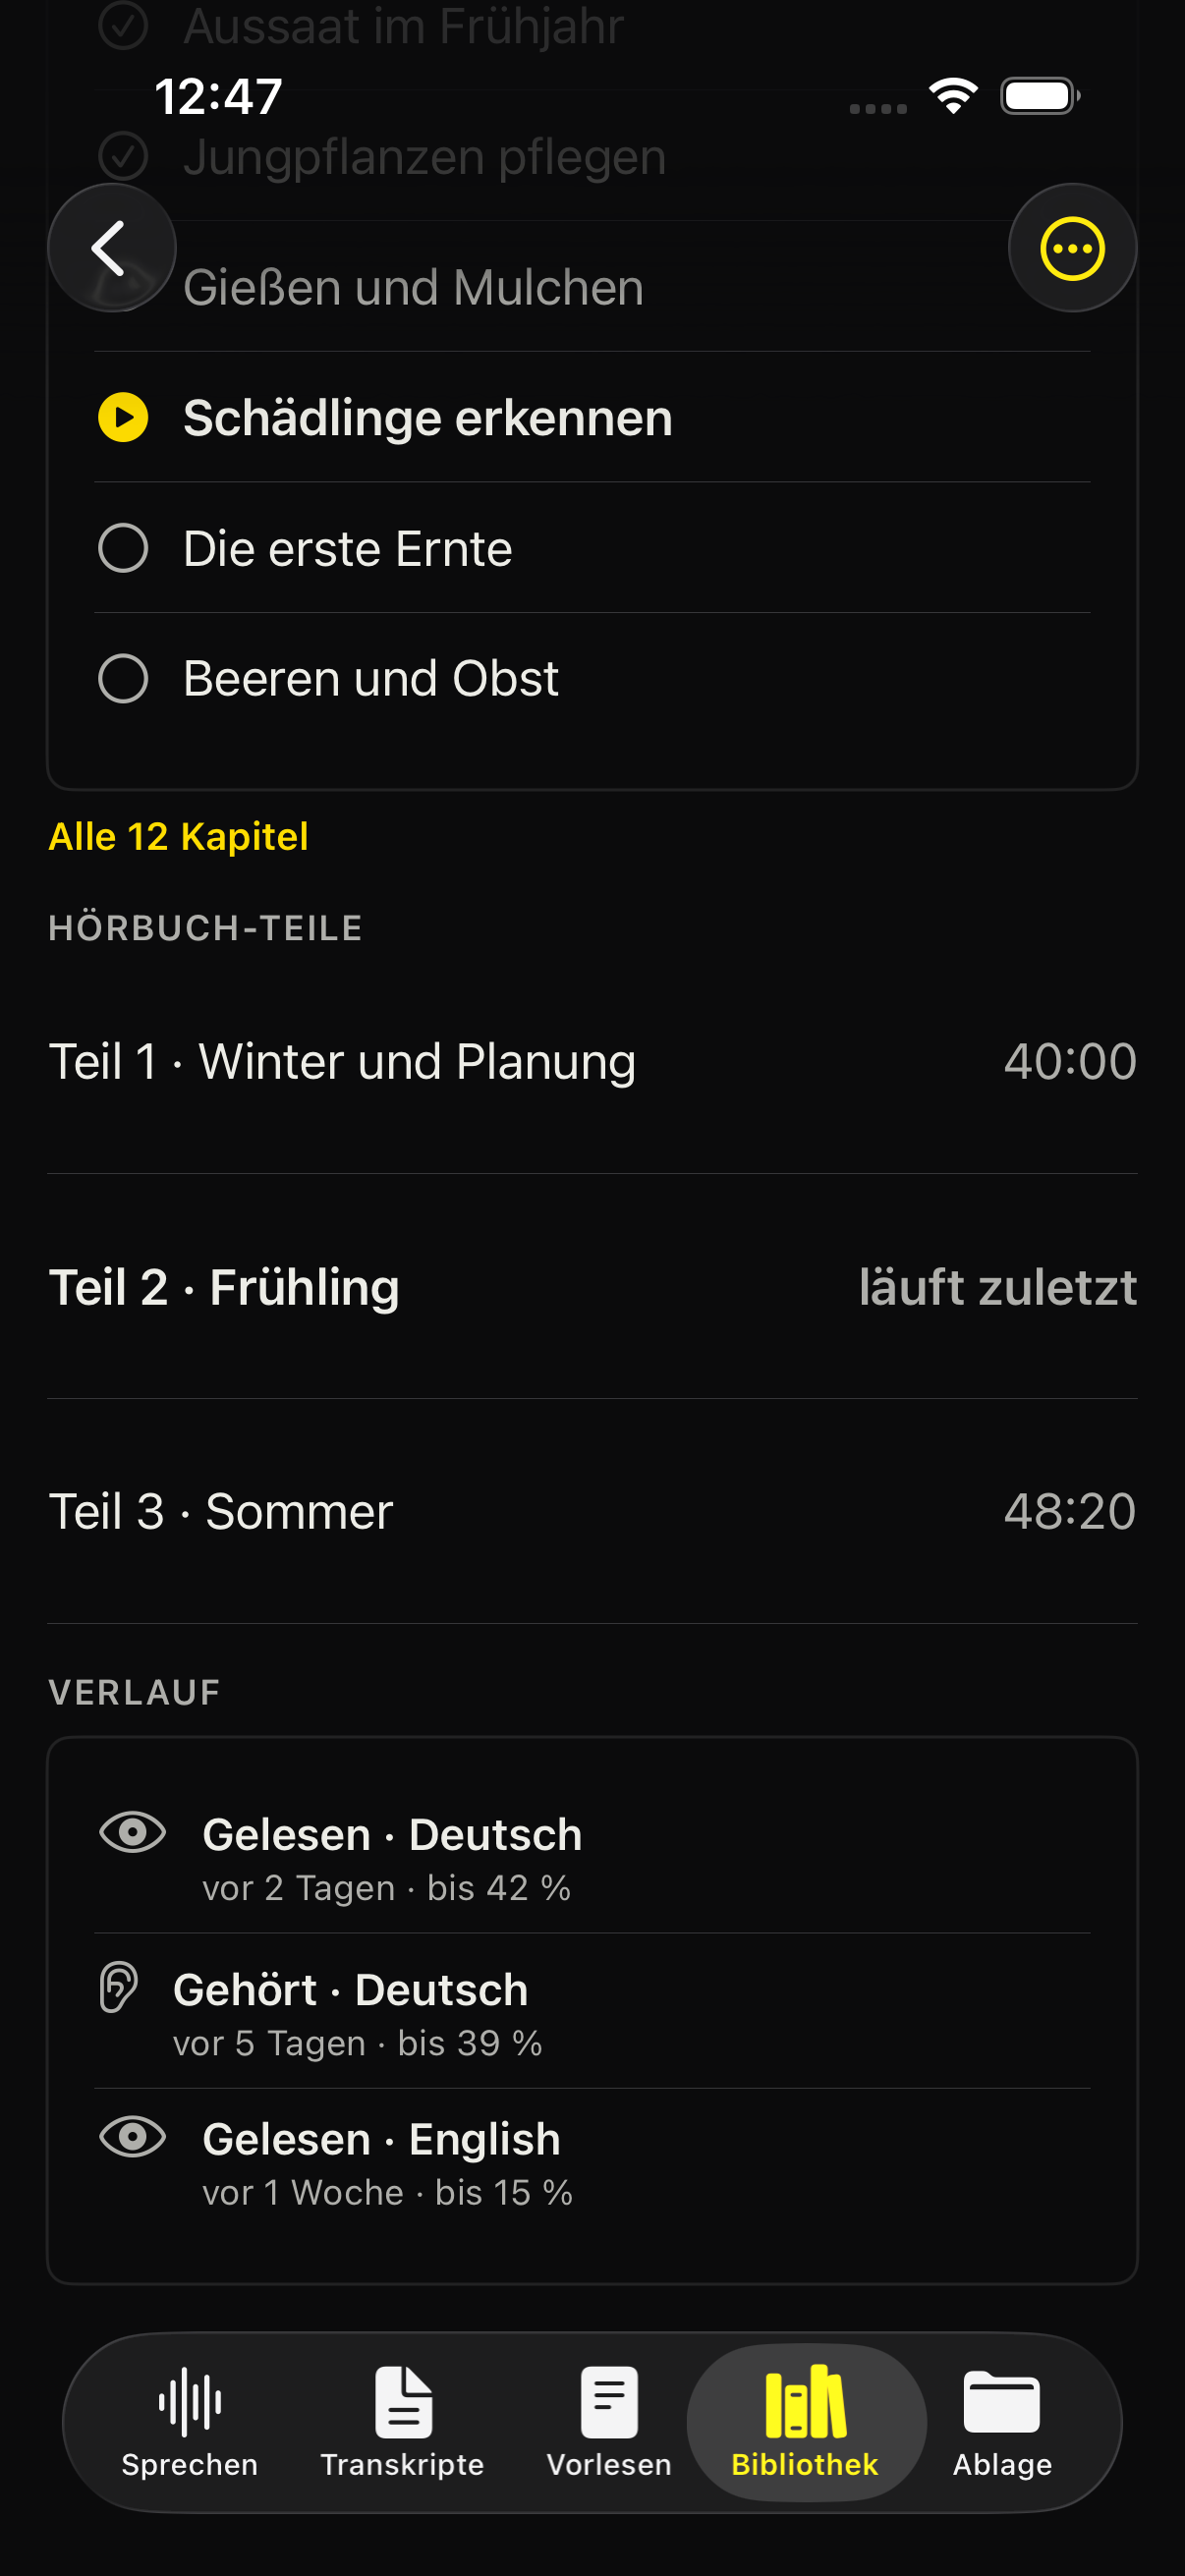 Aussaat im Frühjahr
12:47
Jungpflanzen pflegen
Gießen und Mulchen
Schädlinge erkennen
Die erste Ernte
Beeren und Obst
Alle 12 Kapitel
HÖRBUCH-TEILE
Teil 1 · Winter und Planung 40:00
Teil 2 · Frühling läuft zuletzt
Teil 3 · Sommer 48:20
VERLAUF
Gelesen · Deutsch
vor 2 Tagen · bis 42 %
Gehört · Deutsch
vor 5 Tagen · bis 39 %
Gelesen · English
vor 1 Woche · bis 15 %
Sprechen Transkripte Vorlesen Bibliothek Ablage